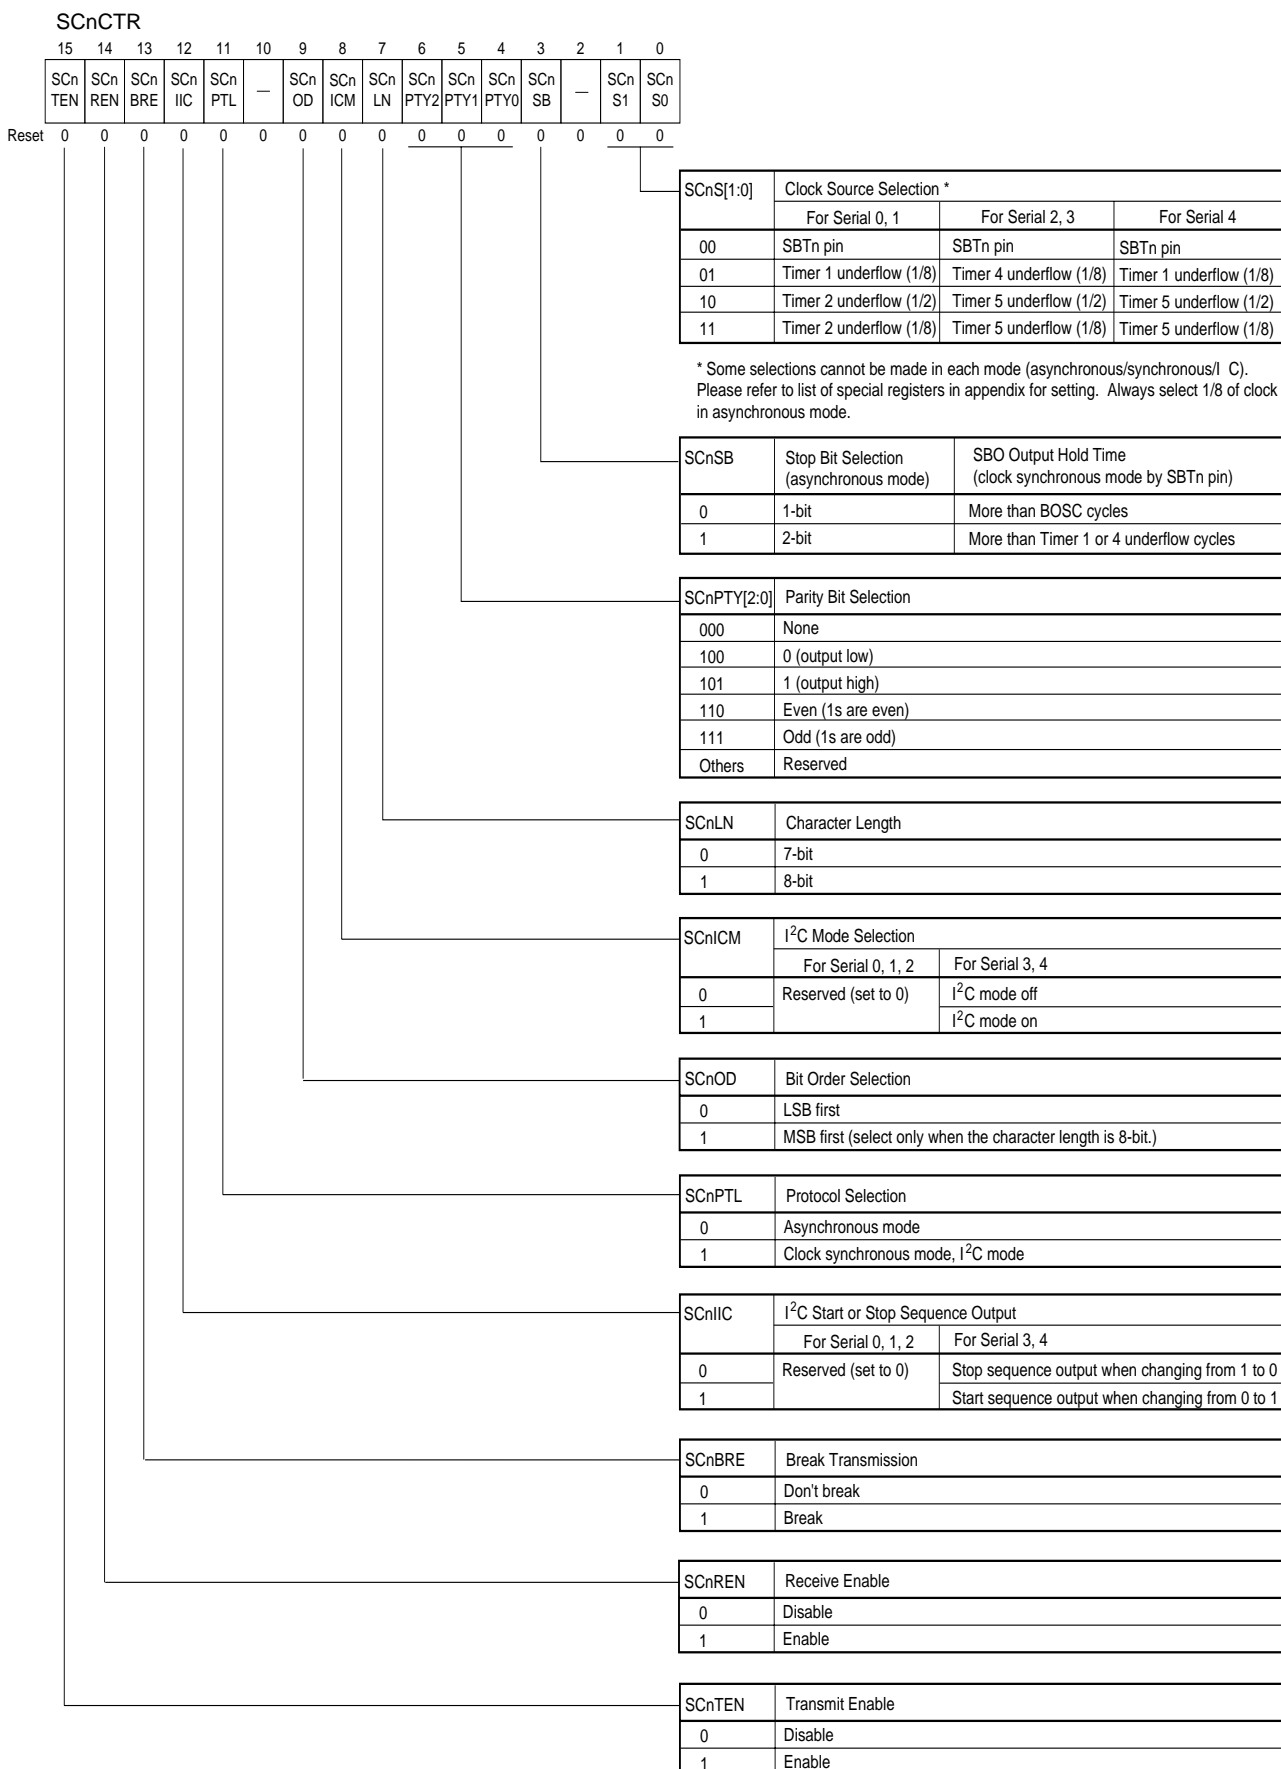 SCnCTR
15 14 13 12 11 10 9 8 7 6 5 4 3 2 1 0
SCn SCn SCn SCn SCn — SCn SCn SCn SCn SCn SCn SCn — SCn SCn
TEN REN BRE IIC PTL OD ICM LN PTY2 PTY1 PTY0 SB S1 S0
Reset 0 0 0 0 0 0 0 0 0 0 0 0 0 0 0 0
SCnS[1:0] Clock Source Selection *
For Serial 0, 1 For Serial 2, 3 For Serial 4
00 SBTn pin SBTn pin SBTn pin
01 Timer 1 underflow (1/8) Timer 4 underflow (1/8) Timer 1 underflow (1/8)
10 Timer 2 underflow (1/2) Timer 5 underflow (1/2) Timer 5 underflow (1/2)
11 Timer 2 underflow (1/8) Timer 5 underflow (1/8) Timer 5 underflow (1/8)
* Some selections cannot be made in each mode (asynchronous/synchronous/I C).
Please refer to list of special registers in appendix for setting. Always select 1/8 of clock
in asynchronous mode.
SCnSB Stop Bit Selection SBO Output Hold Time
(asynchronous mode) (clock synchronous mode by SBTn pin)
0 1-bit More than BOSC cycles
1 2-bit More than Timer 1 or 4 underflow cycles
SCnPTY[2:0] Parity Bit Selection
000 None
100 0 (output low)
101 1 (output high)
110 Even (1s are even)
111 Odd (1s are odd)
Others Reserved
SCnLN Character Length
0 7-bit
1 8-bit
SCnICM I²C Mode Selection
For Serial 0, 1, 2 For Serial 3, 4
0 Reserved (set to 0) I²C mode off
1 I²C mode on
SCnOD Bit Order Selection
0 LSB first
1 MSB first (select only when the character length is 8-bit.)
SCnPTL Protocol Selection
0 Asynchronous mode
1 Clock synchronous mode, I²C mode
SCnIIC I²C Start or Stop Sequence Output
For Serial 0, 1, 2 For Serial 3, 4
0 Reserved (set to 0) Stop sequence output when changing from 1 to 0
1 Start sequence output when changing from 0 to 1
SCnBRE Break Transmission
0 Don't break
1 Break
SCnREN Receive Enable
0 Disable
1 Enable
SCnTEN Transmit Enable
0 Disable
1 Enable